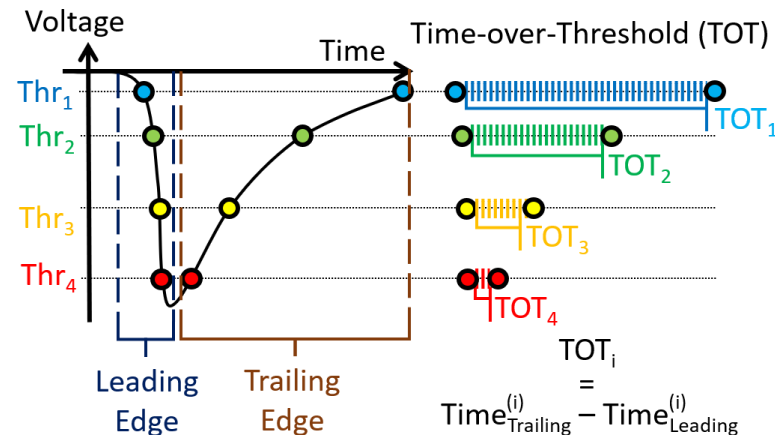 Voltage
Time
Time-over-Threshold (TOT)
Thr₁
TOT₁
Thr₂
TOT₂
Thr₃
TOT₃
Thr₄
TOT₄
Leading
Edge
Trailing
Edge
TOTᵢ
=
Time⁽ⁱ⁾Trailing − Time⁽ⁱ⁾Leading